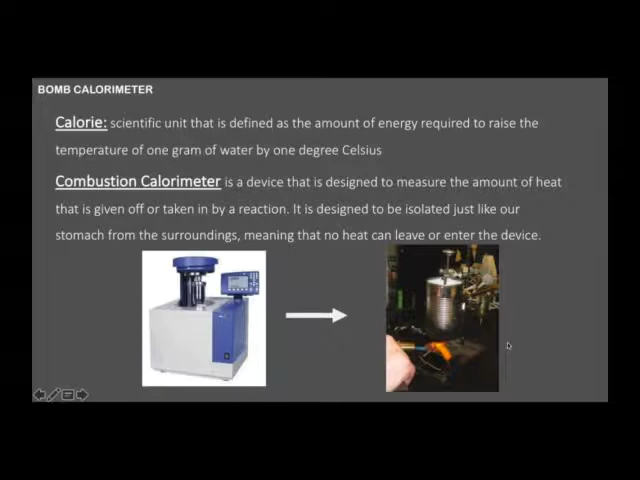 BOMB CALORIMETER
Calorie: scientific unit that is defined as the amount of energy required to raise the
temperature of one gram of water by one degree Celsius
Combustion Calorimeter is a device that is designed to measure the amount of heat
that is given off or taken in by a reaction. It is designed to be isolated just like our
stomach from the surroundings, meaning that no heat can leave or enter the device.